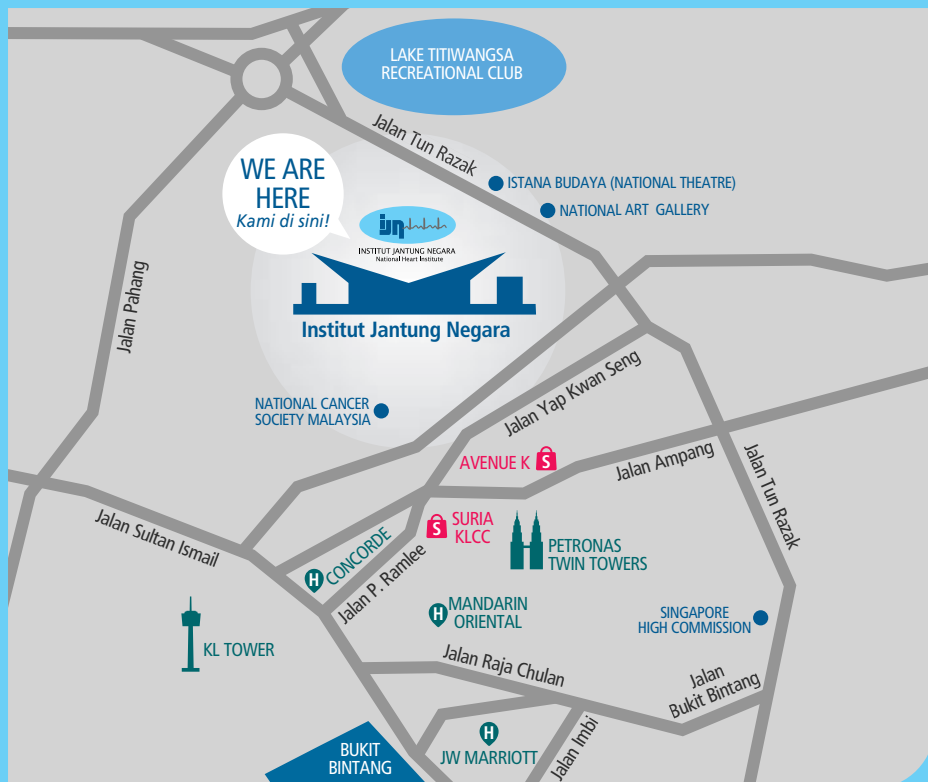 LAKE TITIWANGSA
RECREATIONAL CLUB
Jalan Tun Razak
WE ARE
HERE
Kami di sini!
ISTANA BUDAYA (NATIONAL THEATRE)
NATIONAL ART GALLERY
ijn
INSTITUT JANTUNG NEGARA
National Heart Institute
Institut Jantung Negara
Jalan Pahang
NATIONAL CANCER
SOCIETY MALAYSIA
Jalan Yap Kwan Seng
AVENUE K S
Jalan Ampang
Jalan Tun Razak
Jalan Sultan Ismail
S SURIA
KLCC
H CONCORDE
Jalan P. Ramlee
PETRONAS
TWIN TOWERS
H MANDARIN
ORIENTAL
SINGAPORE
HIGH COMMISSION
KL TOWER
Jalan Raja Chulan
Jalan
Bukit Bintang
H
JW MARRIOTT
Jalan Imbi
BUKIT
BINTANG